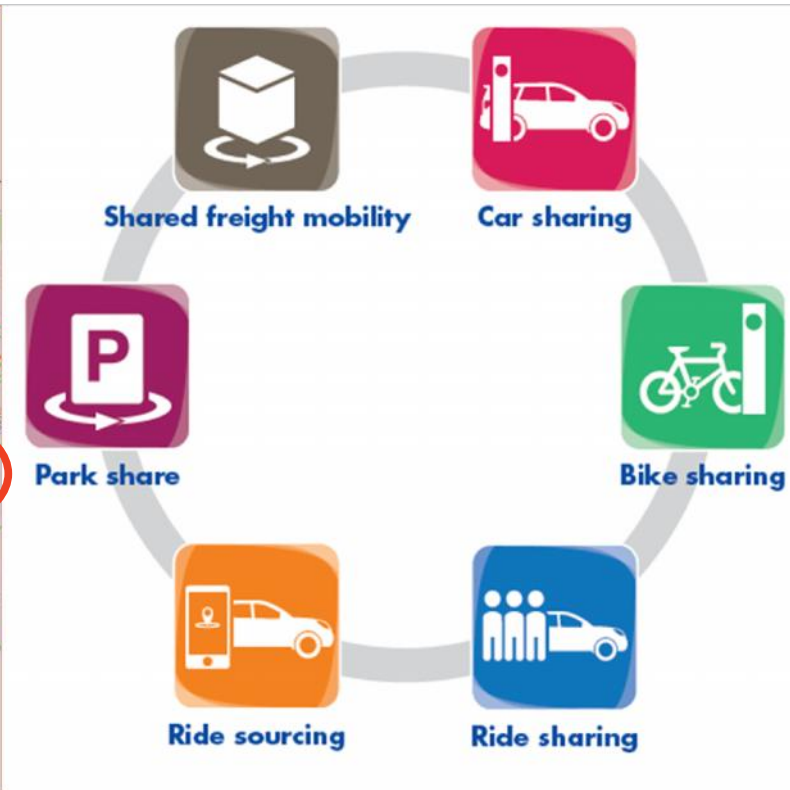 Shared freight mobility
Car sharing
P
Park share
Bike sharing
Ride sourcing
Ride sharing